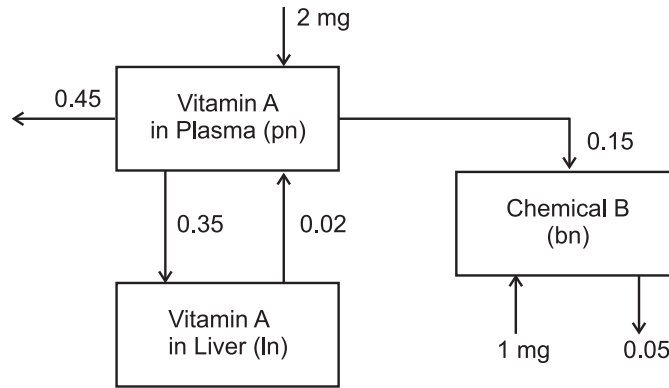 2 mg
0.45
Vitamin A
in Plasma (pn)
0.15
0.35
0.02
Chemical B
(bn)
Vitamin A
in Liver (ln)
1 mg
0.05